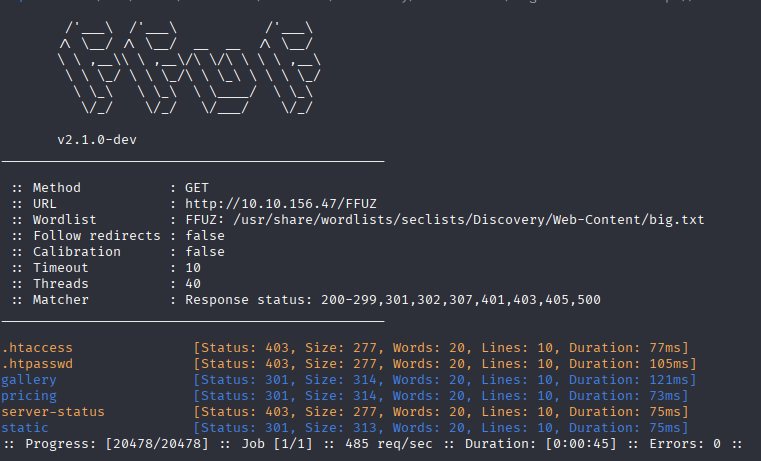 /'___\  /'___\           /'___\
       /\ \__/ /\ \__/  __  __  /\ \__/
       \ \ ,__\\ \ ,__\/\ \/\ \ \ \ ,__\
        \ \ \_/ \ \ \_/\ \ \_\ \ \ \ \_/
         \ \_\   \ \_\  \ \____/  \ \_\
          \/_/    \/_/   \/___/    \/_/
       v2.1.0-dev
________________________________________________
 :: Method           : GET
 :: URL              : http://10.10.156.47/FFUZ
 :: Wordlist         : FFUZ: /usr/share/wordlists/seclists/Discovery/Web-Content/big.txt
 :: Follow redirects : false
 :: Calibration      : false
 :: Timeout          : 10
 :: Threads          : 40
 :: Matcher          : Response status: 200-299,301,302,307,401,403,405,500
________________________________________________
.htaccess               [Status: 403, Size: 277, Words: 20, Lines: 10, Duration: 77ms]
.htpasswd               [Status: 403, Size: 277, Words: 20, Lines: 10, Duration: 105ms]
gallery                 [Status: 301, Size: 314, Words: 20, Lines: 10, Duration: 121ms]
pricing                 [Status: 301, Size: 314, Words: 20, Lines: 10, Duration: 73ms]
server-status           [Status: 403, Size: 277, Words: 20, Lines: 10, Duration: 75ms]
static                  [Status: 301, Size: 313, Words: 20, Lines: 10, Duration: 75ms]
:: Progress: [20478/20478] :: Job [1/1] :: 485 req/sec :: Duration: [0:00:45] :: Errors: 0 ::